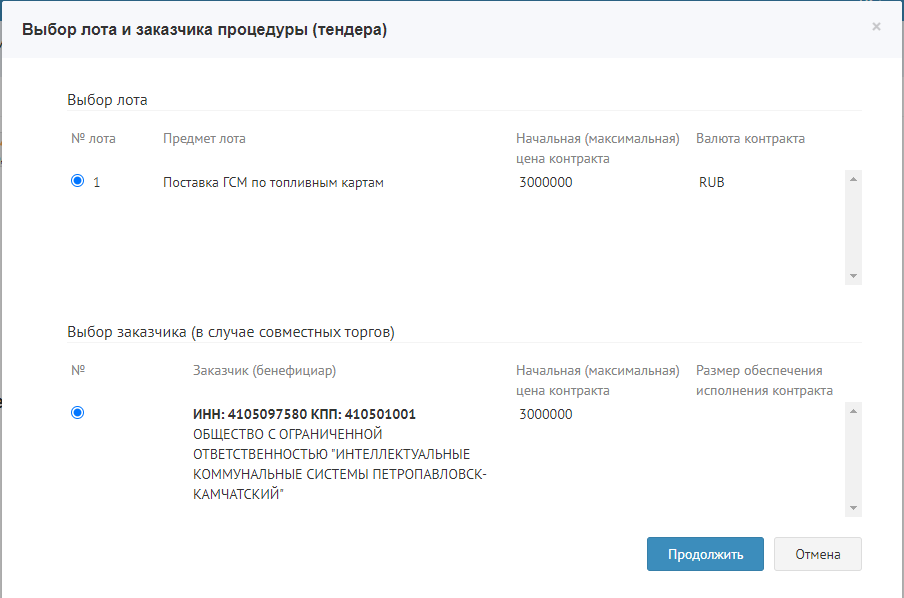 Выбор лота и заказчика процедуры (тендера)
×
Выбор лота
№ лота Предмет лота Начальная (максимальная) цена контракта Валюта контракта
1 Поставка ГСМ по топливным картам 3000000 RUB
Выбор заказчика (в случае совместных торгов)
№ Заказчик (бенефициар) Начальная (максимальная) цена контракта Размер обеспечения исполнения контракта
ИНН: 4105097580 КПП: 410501001 3000000
ОБЩЕСТВО С ОГРАНИЧЕННОЙ
ОТВЕТСТВЕННОСТЬЮ "ИНТЕЛЛЕКТУАЛЬНЫЕ
КОММУНАЛЬНЫЕ СИСТЕМЫ ПЕТРОПАВЛОВСК-
КАМЧАТСКИЙ"
Продолжить Отмена